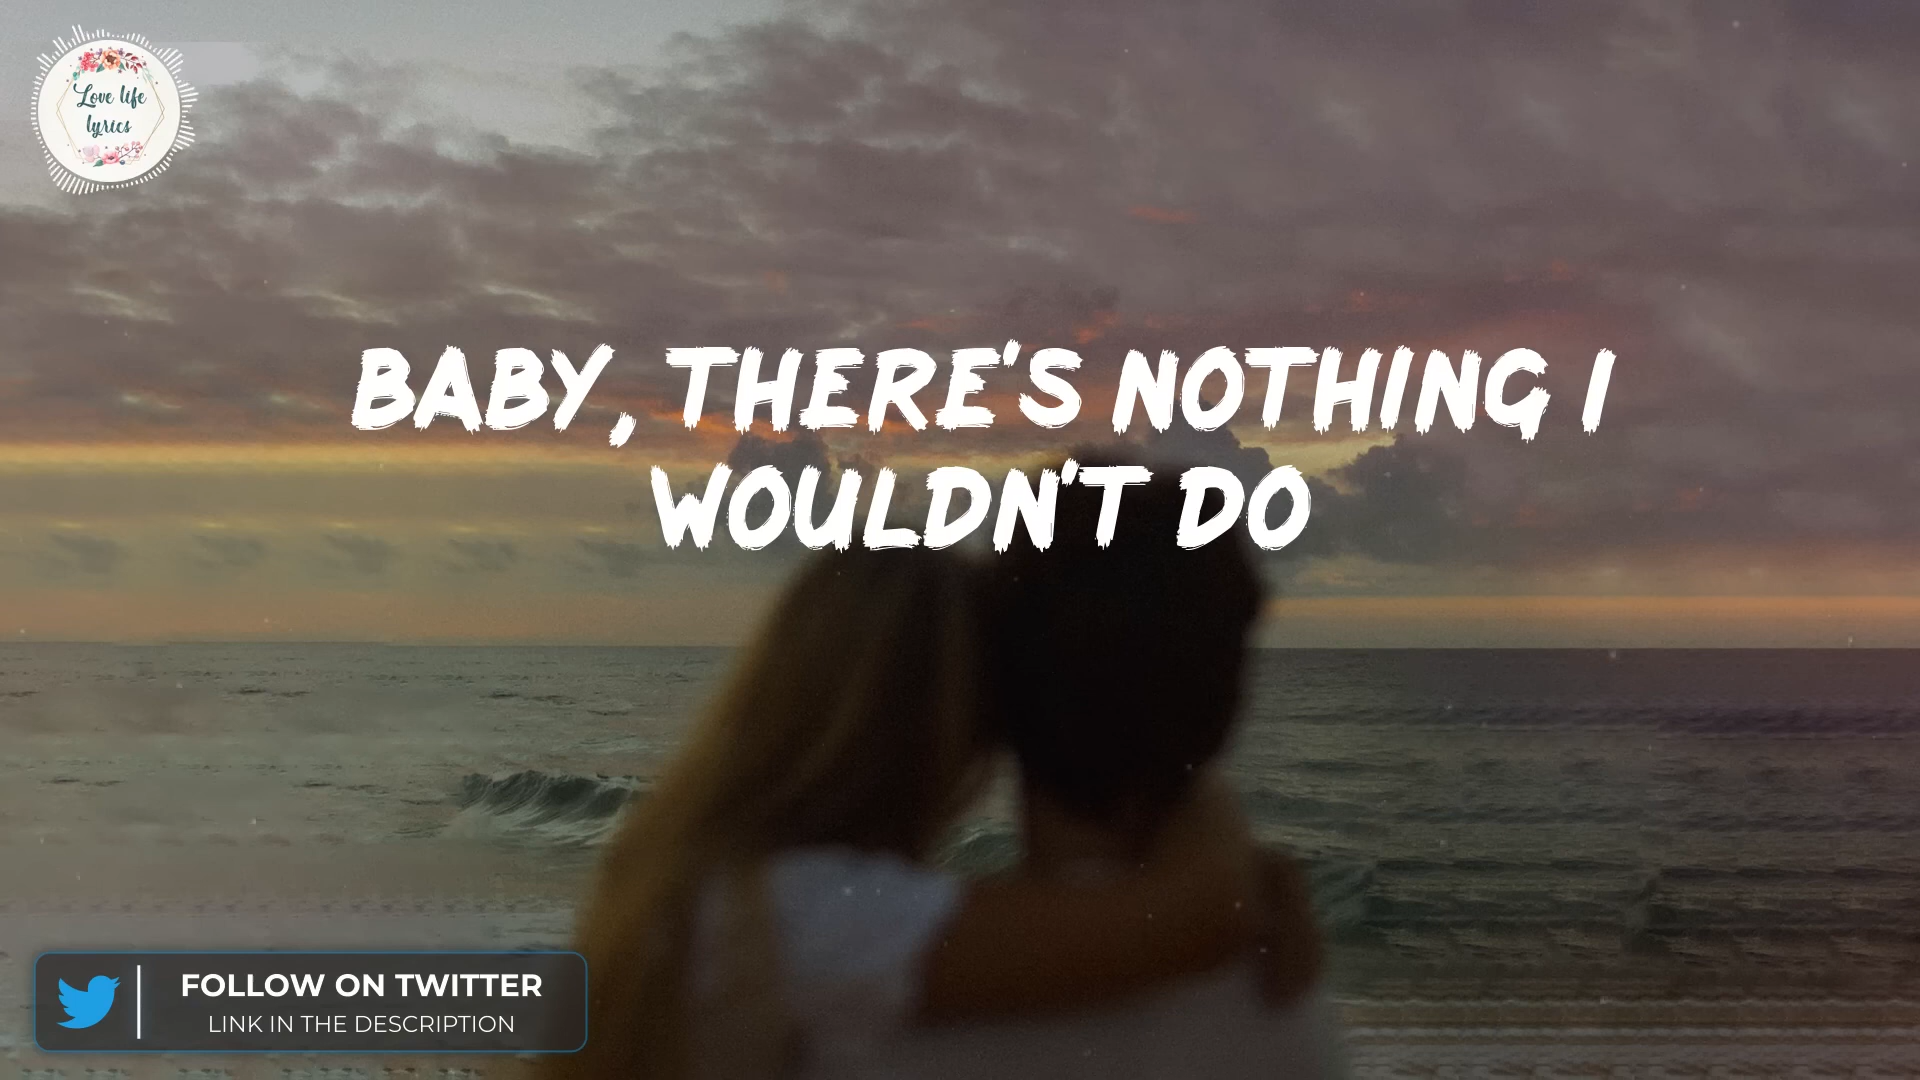 Love life
lyrics
BABY, THERE'S NOTHING I
WOULDN'T DO
FOLLOW ON TWITTER
LINK IN THE DESCRIPTION